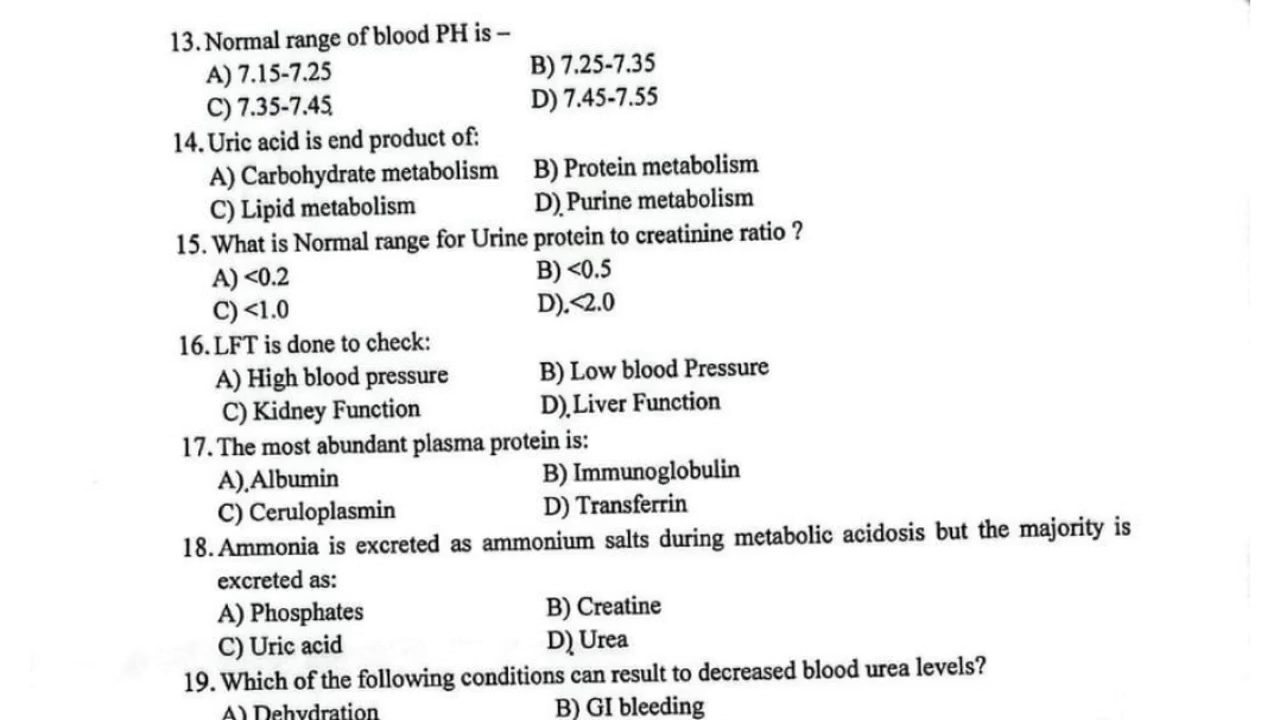 13. Normal range of blood PH is –
A) 7.15-7.25 B) 7.25-7.35
C) 7.35-7.45 D) 7.45-7.55
14. Uric acid is end product of:
A) Carbohydrate metabolism B) Protein metabolism
C) Lipid metabolism D) Purine metabolism
15. What is Normal range for Urine protein to creatinine ratio ?
A) <0.2 B) <0.5
C) <1.0 D) <2.0
16. LFT is done to check:
A) High blood pressure B) Low blood Pressure
C) Kidney Function D) Liver Function
17. The most abundant plasma protein is:
A) Albumin B) Immunoglobulin
C) Ceruloplasmin D) Transferrin
18. Ammonia is excreted as ammonium salts during metabolic acidosis but the majority is
excreted as:
A) Phosphates B) Creatine
C) Uric acid D) Urea
19. Which of the following conditions can result to decreased blood urea levels?
A) Dehydration B) GI bleeding